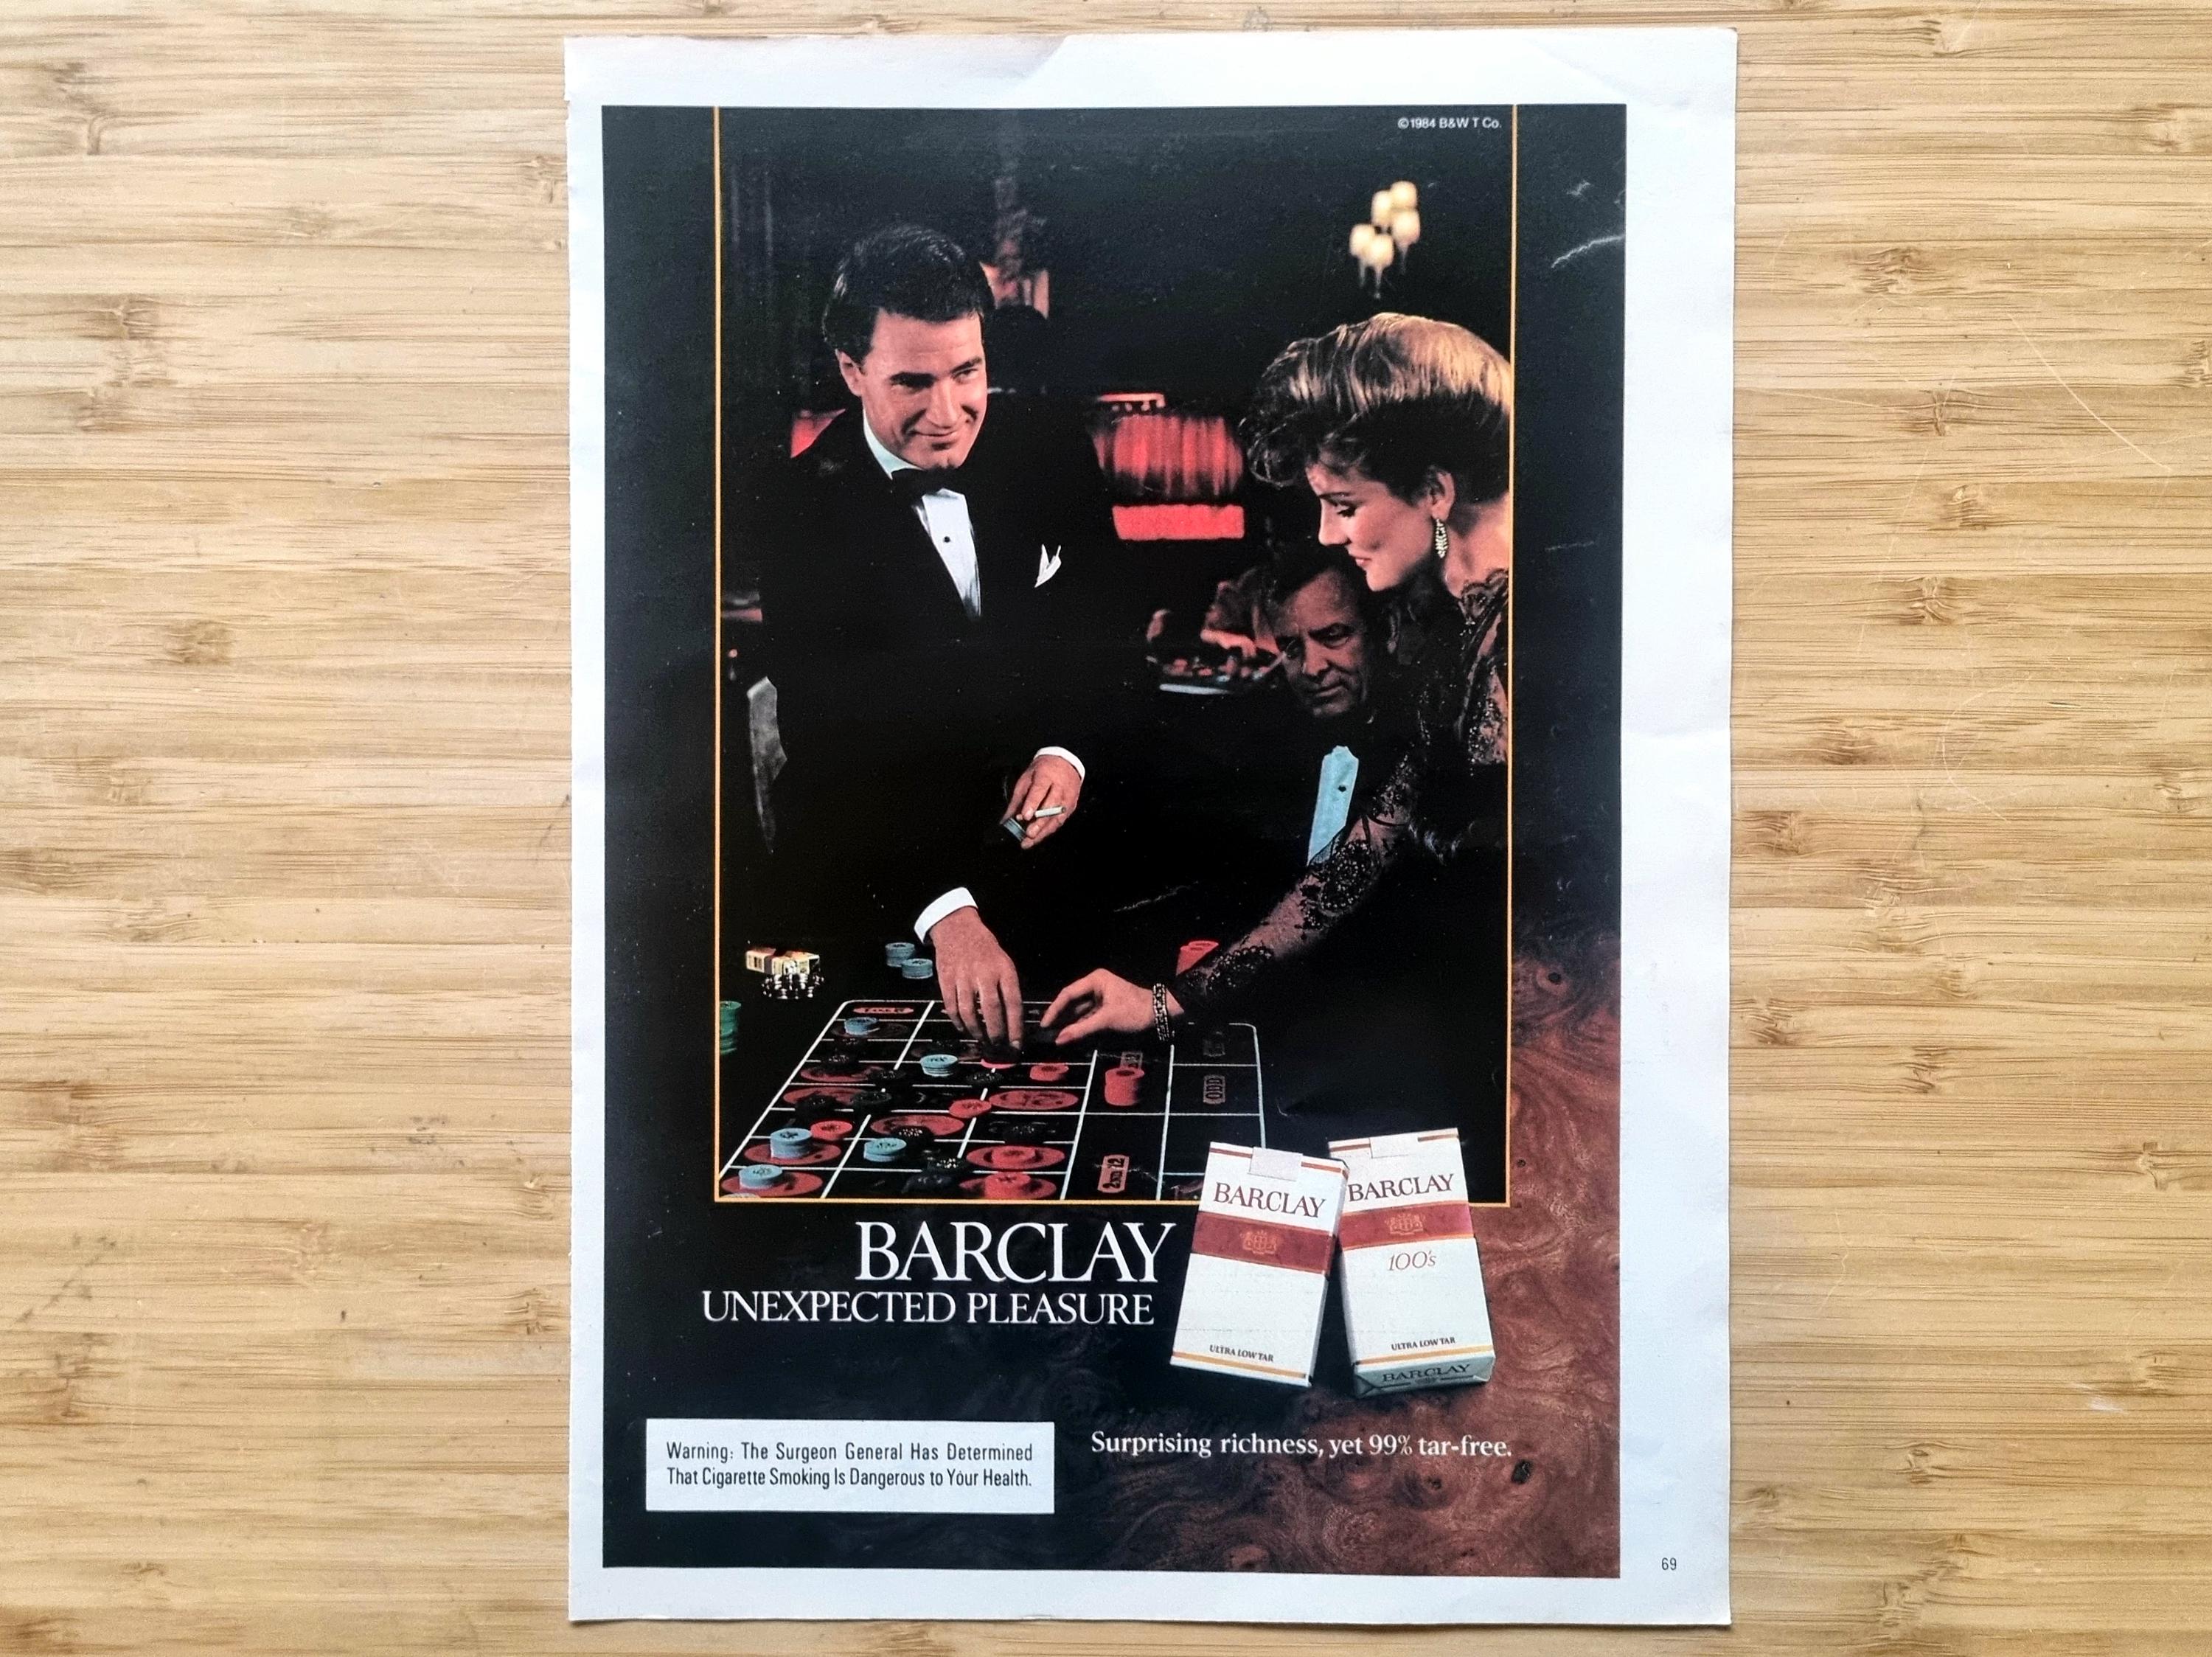 ©1984 B&W T Co.
BARCLAY
BARCLAY
100's
ULTRA LOW TAR
ULTRA LOW TAR
BARCLAY
BARCLAY
UNEXPECTED PLEASURE
Warning: The Surgeon General Has Determined
That Cigarette Smoking Is Dangerous to Your Health.
Surprising richness, yet 99% tar-free.
69